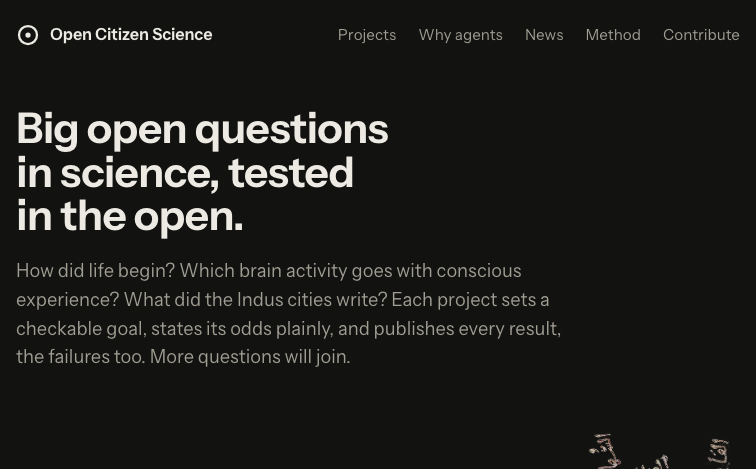 Open Citizen Science
Projects Why agents News Method Contribute
Big open questions
in science, tested
in the open.
How did life begin? Which brain activity goes with conscious
experience? What did the Indus cities write? Each project sets a
checkable goal, states its odds plainly, and publishes every result,
the failures too. More questions will join.